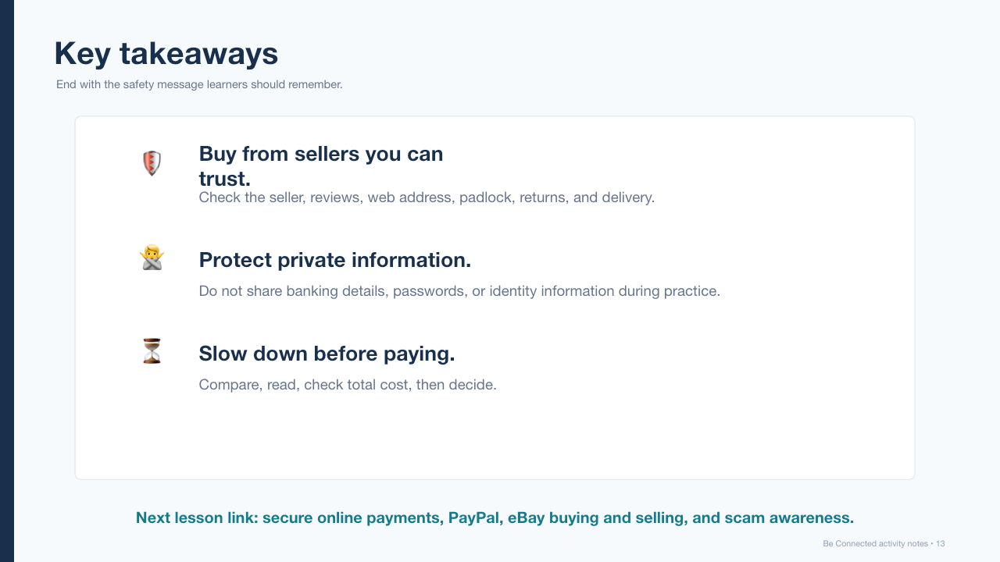 Key takeaways
End with the safety message learners should remember.
Buy from sellers you can
trust.
Check the seller, reviews, web address, padlock, returns, and delivery.
Protect private information.
Do not share banking details, passwords, or identity information during practice.
Slow down before paying.
Compare, read, check total cost, then decide.
Next lesson link: secure online payments, PayPal, eBay buying and selling, and scam awareness.
Be Connected activity notes • 13